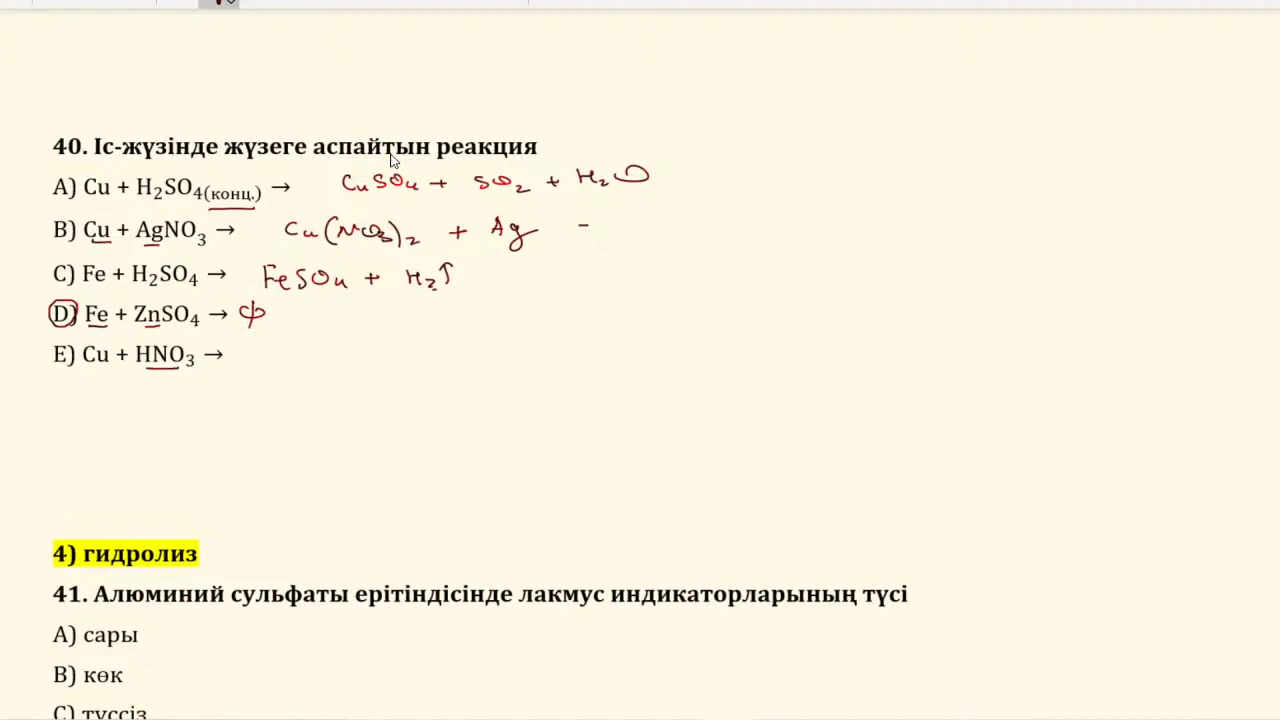 40. Іс-жүзінде жүзеге аспайтын реакция
A) Cu + H₂SO₄(конц.) → CuSO₄ + SO₂ + H₂O
B) Cu + AgNO₃ → Cu(NO₃)₂ + Ag
C) Fe + H₂SO₄ → FeSO₄ + H₂↑
D) Fe + ZnSO₄ →
E) Cu + HNO₃ →
4) гидролиз
41. Алюминий сульфаты ерітіндісінде лакмус индикаторларының түсі
A) сары
B) көк
C) түссіз